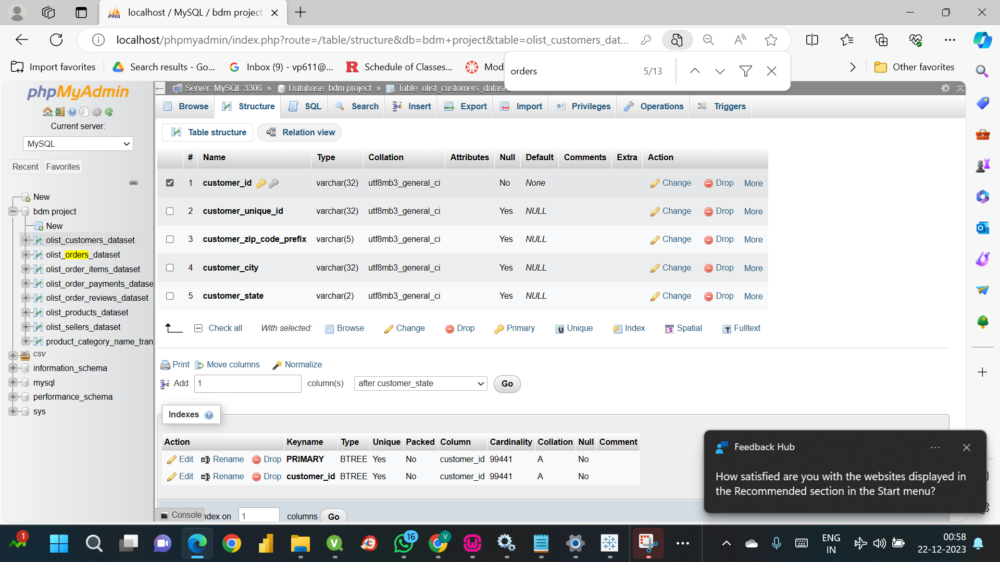 localhost / MySQL / bdm project
localhost/phpmyadmin/index.php?route=/table/structure&db=bdm+project&table=olist_customers_dat...
Import favorites
Search results - Go...
Inbox (9) - vp611@...
Schedule of Classes...
Mod
Other favorites
orders
5/13
phpMyAdmin
Current server:
MySQL
Recent
Favorites
New
bdm project
New
olist_customers_dataset
olist_orders_dataset
olist_order_items_dataset
olist_order_payments_datase
olist_order_reviews_dataset
olist_products_dataset
olist_sellers_dataset
product_category_name_tran
csv
information_schema
mysql
performance_schema
sys
Server: MySQL:3306 » Database: bdm project » Table: olist_customers_datase
Browse Structure SQL Search Insert Export Import Privileges Operations Triggers
Table structure Relation view
# Name Type Collation Attributes Null Default Comments Extra Action
1 customer_id varchar(32) utf8mb3_general_ci No None Change Drop More
2 customer_unique_id varchar(32) utf8mb3_general_ci Yes NULL Change Drop More
3 customer_zip_code_prefix varchar(5) utf8mb3_general_ci Yes NULL Change Drop More
4 customer_city varchar(32) utf8mb3_general_ci Yes NULL Change Drop More
5 customer_state varchar(2) utf8mb3_general_ci Yes NULL Change Drop More
Check all With selected: Browse Change Drop Primary Unique Index Spatial Fulltext
Print Move columns Normalize
Add 1 column(s) after customer_state Go
Indexes
Action Keyname Type Unique Packed Column Cardinality Collation Null Comment
Edit Rename Drop PRIMARY BTREE Yes No customer_id 99441 A No
Edit Rename Drop customer_id BTREE Yes No customer_id 99441 A No
Console ndex on 1 columns Go
Feedback Hub
How satisfied are you with the websites displayed in
the Recommended section in the Start menu?
1
16
V
ENG
IN
00:58
22-12-2023